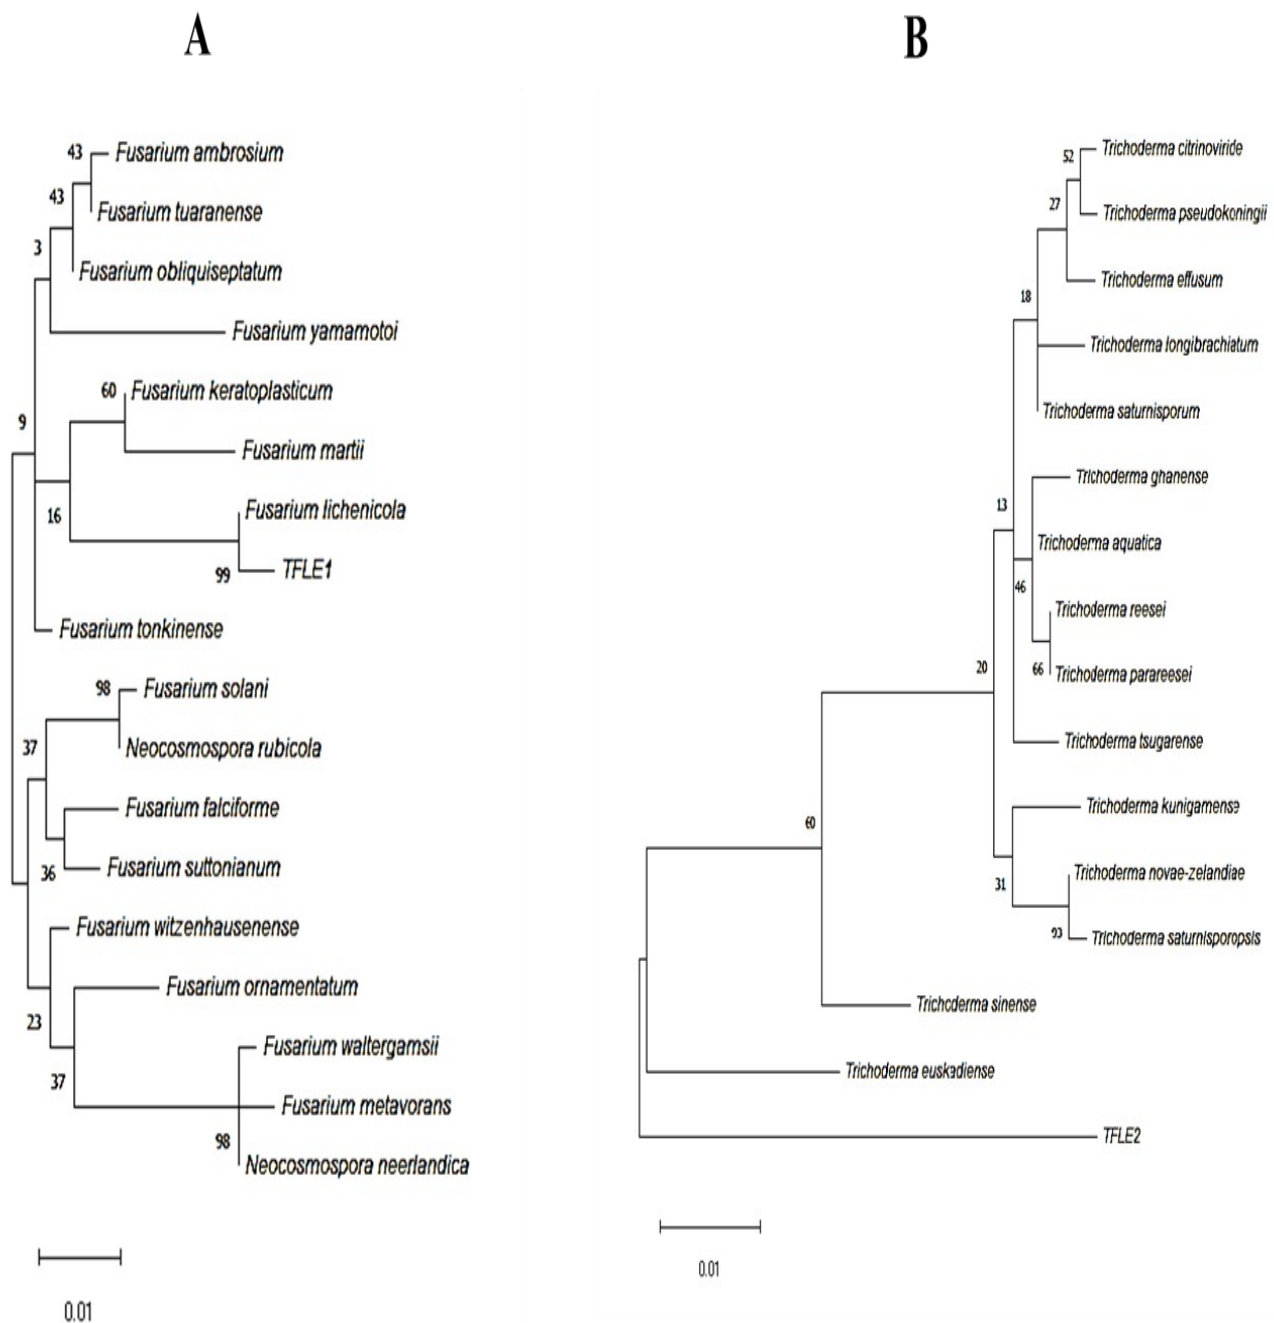 A
43
Fusarium ambrosium
43
Fusarium tuaranense
3
Fusarium obliquiseptatum
Fusarium yamamotoi
60
Fusarium keratoplasticum
9
Fusarium martii
Fusarium lichenicola
16
TFLE1
99
Fusarium tonkinense
98
Fusarium solani
37
Neocosmospora rubicola
Fusarium falciforme
36
Fusarium suttonianum
Fusarium witzenhausenense
Fusarium ornamentatum
23
Fusarium waltergamsii
37
Fusarium metavorans
98
Neocosmospora neerlandica
0.01
B
52
Trichoderma citrinoviride
27
Trichoderma pseudokoningii
Trichoderma effusum
18
Trichoderma longibrachiatum
Trichoderma saturnisporum
Trichoderma ghanense
13
Trichoderma aquatica
46
Trichoderma reesei
20
66
Trichoderma parareesei
Trichoderma tsugarense
60
Trichoderma kunigamense
31
Trichoderma novae-zelandiae
93
Trichoderma saturnisporopsis
Trichoderma sinense
Trichoderma euskadiense
TFLE2
0.01